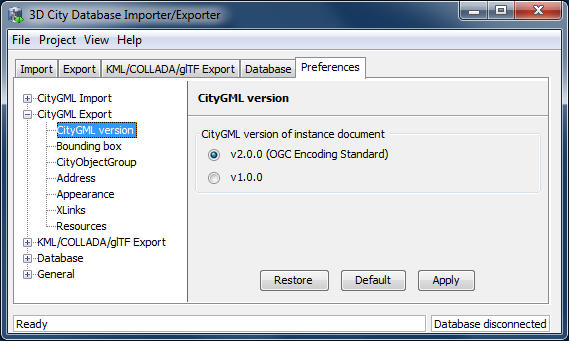 3D City Database Importer/Exporter
File Project View Help
Import Export KML/COLLADA/glTF Export Database Preferences
CityGML Import
CityGML Export
CityGML version
Bounding box
CityObjectGroup
Address
Appearance
XLinks
Resources
KML/COLLADA/glTF Export
Database
General
CityGML version
CityGML version of instance document
v2.0.0 (OGC Encoding Standard)
v1.0.0
Restore Default Apply
Ready Database disconnected